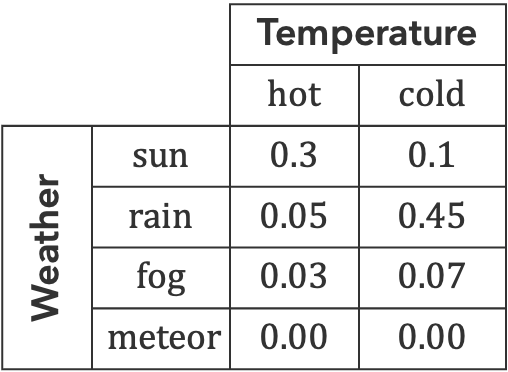 Temperature
hot cold
Weather
sun 0.3 0.1
rain 0.05 0.45
fog 0.03 0.07
meteor 0.00 0.00